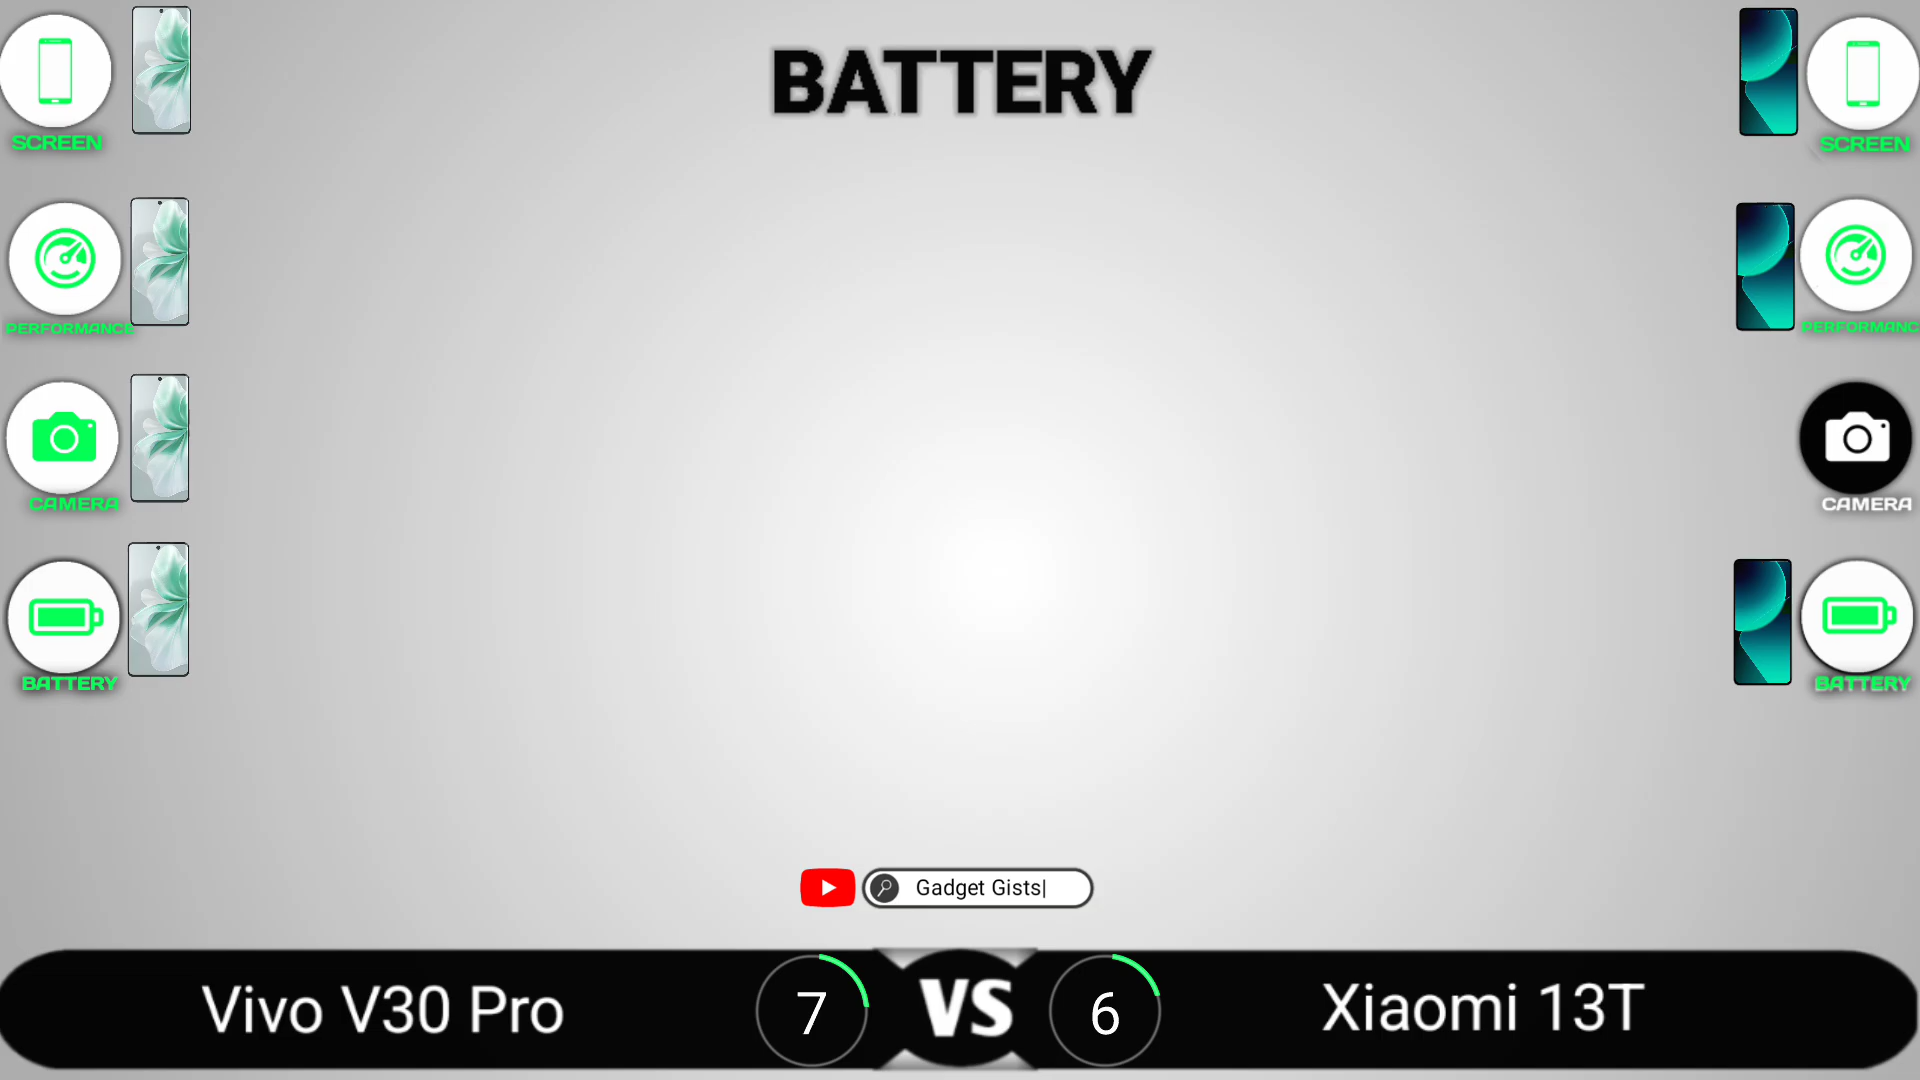 BATTERY
SCREEN
SCREEN
PERFORMANCE
PERFORMANC
CAMERA
CAMERA
BATTERY
BATTERY
Gadget Gists|
Vivo V30 Pro
7
VS
6
Xiaomi 13T